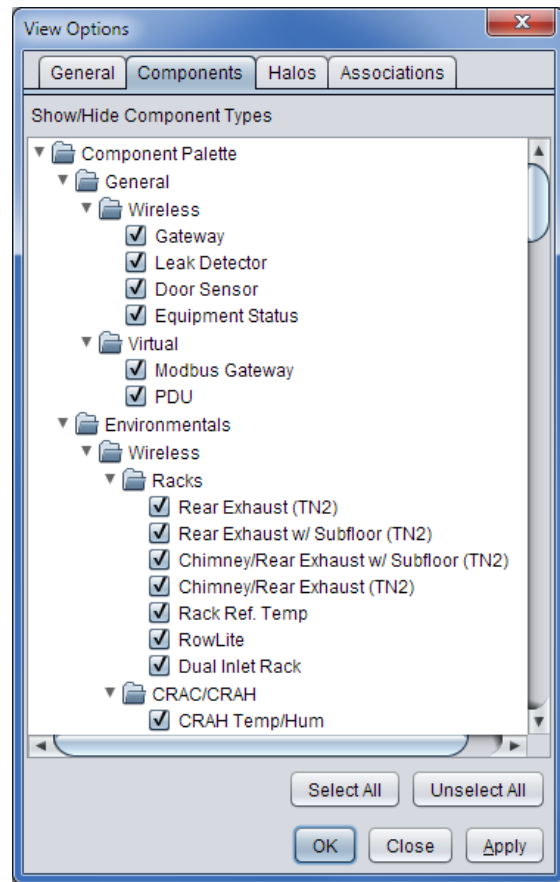 View Options
General Components Halos Associations
Show/Hide Component Types
Component Palette
General
Wireless
Gateway
Leak Detector
Door Sensor
Equipment Status
Virtual
Modbus Gateway
PDU
Environmentals
Wireless
Racks
Rear Exhaust (TN2)
Rear Exhaust w/ Subfloor (TN2)
Chimney/Rear Exhaust w/ Subfloor (TN2)
Chimney/Rear Exhaust (TN2)
Rack Ref. Temp
RowLite
Dual Inlet Rack
CRAC/CRAH
CRAH Temp/Hum
Select All Unselect All
OK Close Apply